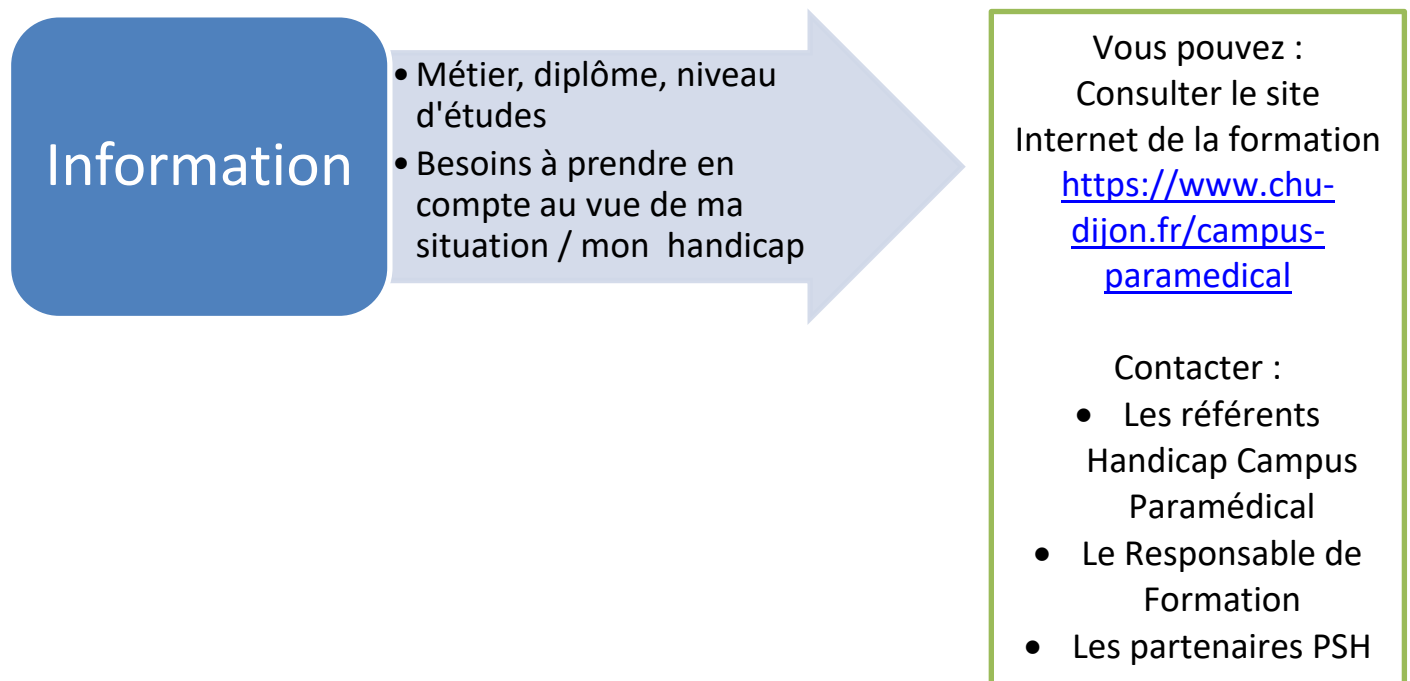 Information
• Métier, diplôme, niveau
d'études
• Besoins à prendre en
compte au vue de ma
situation / mon handicap
Vous pouvez :
Consulter le site
Internet de la formation
https://www.chu-
dijon.fr/campus-
paramedical
Contacter :
• Les référents
Handicap Campus
Paramédical
• Le Responsable de
Formation
• Les partenaires PSH